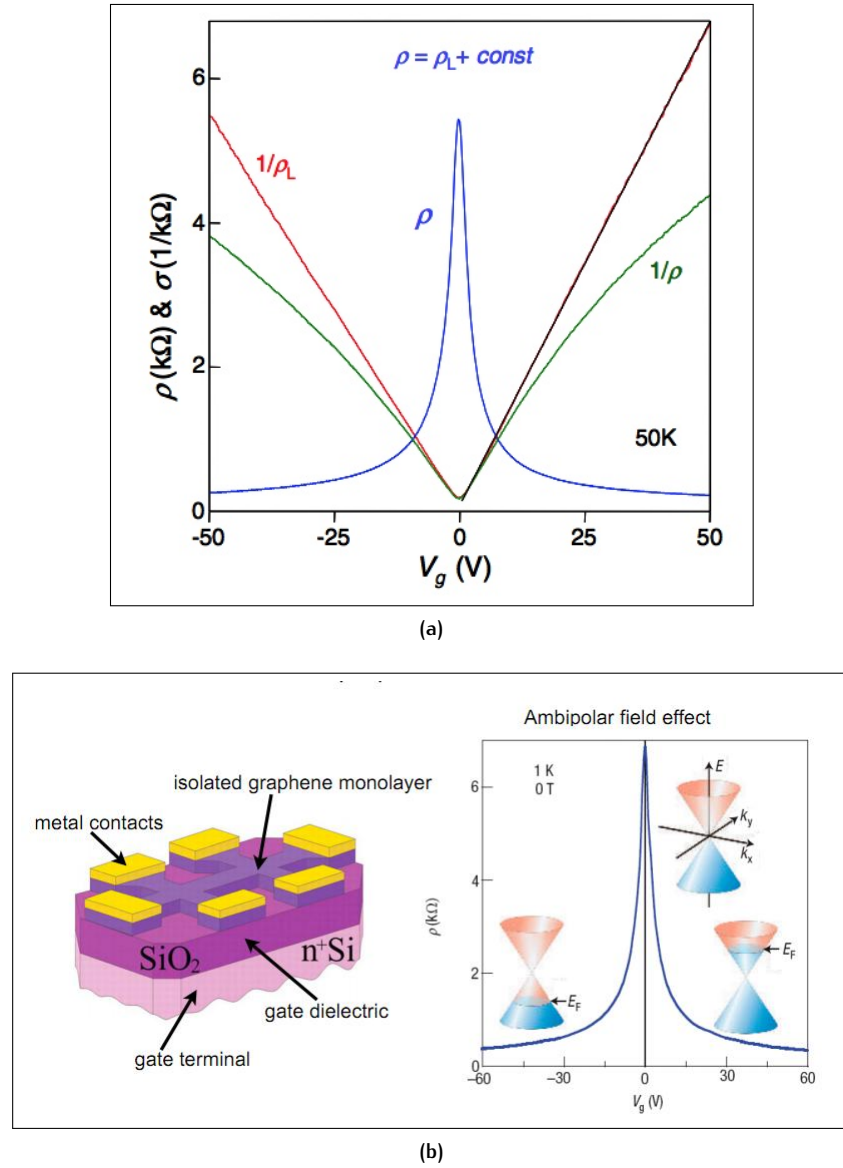 ρ = ρL + const
1/ρL
ρ
1/ρ
50K
ρ (kΩ) & σ (1/kΩ)
6
4
2
0
-50
-25
0
25
50
Vg (V)
(a)
Ambipolar field effect
isolated graphene monolayer
metal contacts
SiO2
n+Si
gate dielectric
gate terminal
1 K
0 T
E
ky
kx
EF
EF
ρ (kΩ)
6
4
2
0
−60
−30
0
30
60
Vg (V)
(b)